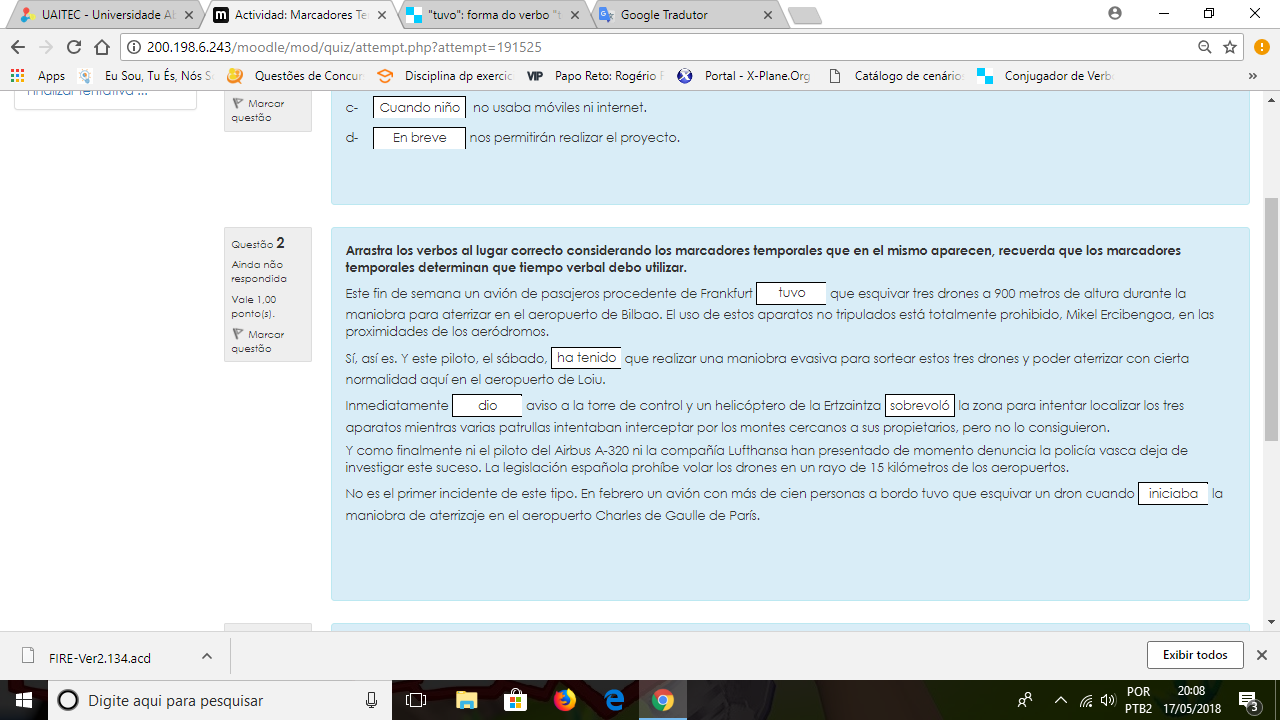 UAITEC - Universidade Ab
Actividad: Marcadores Te
"tuvo": forma do verbo "t
Google Tradutor
200.198.6.243/moodle/mod/quiz/attempt.php?attempt=191525
Apps
Eu Sou, Tu És, Nós S
Questões de Concur
Disciplina dp exercic
VIP Papo Reto: Rogério F
Portal - X-Plane.Org
Catálogo de cenário
Conjugador de Verb
»
Finalizar tentativa ...
Marcar questão
c- Cuando niño no usaba móviles ni internet.
d- En breve nos permitirán realizar el proyecto.
Questão 2
Ainda não
respondida
Vale 1,00
ponto(s).
Marcar
questão
Arrastra los verbos al lugar correcto considerando los marcadores temporales que en el mismo aparecen, recuerda que los marcadores
temporales determinan que tiempo verbal debo utilizar.
Este fin de semana un avión de pasajeros procedente de Frankfurt tuvo que esquivar tres drones a 900 metros de altura durante la
maniobra para aterrizar en el aeropuerto de Bilbao. El uso de estos aparatos no tripulados está totalmente prohibido, Mikel Ercibengoa, en las
proximidades de los aeródromos.
Sí, así es. Y este piloto, el sábado, ha tenido que realizar una maniobra evasiva para sortear estos tres drones y poder aterrizar con cierta
normalidad aquí en el aeropuerto de Loiu.
Inmediatamente dio aviso a la torre de control y un helicóptero de la Ertzaintza sobrevoló la zona para intentar localizar los tres
aparatos mientras varias patrullas intentaban interceptar por los montes cercanos a sus propietarios, pero no lo consiguieron.
Y como finalmente ni el piloto del Airbus A-320 ni la compañía Lufthansa han presentado de momento denuncia la policía vasca deja de
investigar este suceso. La legislación española prohíbe volar los drones en un rayo de 15 kilómetros de los aeropuertos.
No es el primer incidente de este tipo. En febrero un avión con más de cien personas a bordo tuvo que esquivar un dron cuando iniciaba la
maniobra de aterrizaje en el aeropuerto Charles de Gaulle de París.
FIRE-Ver2.134.acd
Exibir todos
Digite aqui para pesquisar
POR
PTB2
20:08
17/05/2018
3